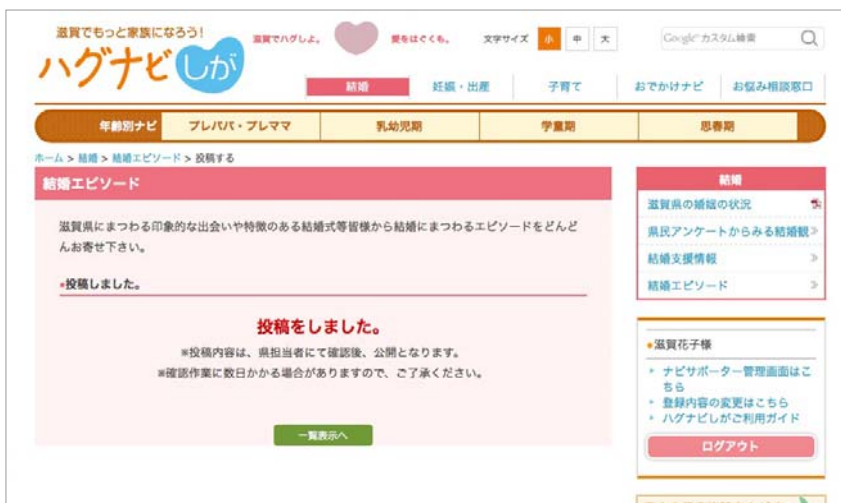 滋賀でもっと家族になろう!
ハグナビしが
滋賀でハグしよ。
愛をはぐくむ。
文字サイズ 小 中 大
Google カスタム検索
結婚 妊娠・出産 子育て おでかけナビ お悩み相談窓口
年齢別ナビ プレパパ・プレママ 乳幼児期 学童期 思春期
ホーム > 結婚 > 結婚エピソード > 投稿する
結婚エピソード
滋賀県にまつわる印象的な出会いや特徴のある結婚式等皆様から結婚にまつわるエピソードをどんど
んお寄せ下さい。
投稿しました。
投稿をしました。
※投稿内容は、県担当者にて確認後、公開となります。
※確認作業に数日かかる場合がありますので、ご了承ください。
一覧表示へ
結婚
滋賀県の婚姻の状況
県民アンケートからみる結婚観
結婚支援情報
結婚エピソード
滋賀花子様
ナビサポーター管理画面はこ
ちら
登録内容の変更はこちら
ハグナビしがご利用ガイド
ログアウト